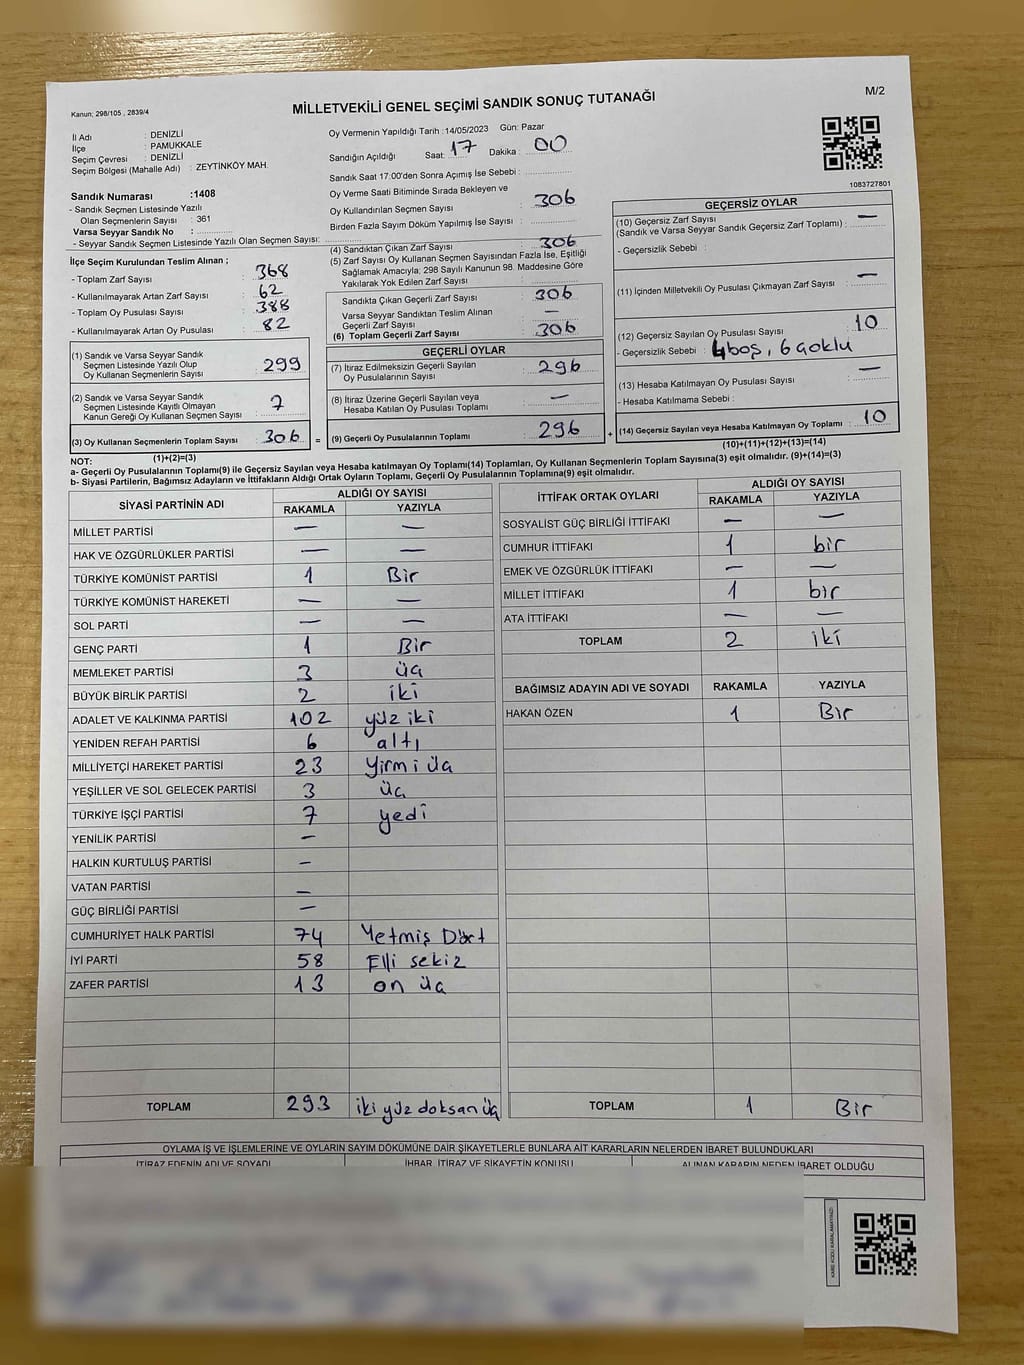 M/2
MİLLETVEKİLİ GENEL SEÇİMİ SANDIK SONUÇ TUTANAĞI
Kanun: 298/105 , 2839/4
İl Adı : DENİZLİ
İlçe : PAMUKKALE
Seçim Çevresi : DENİZLİ
Seçim Bölgesi (Mahalle Adı) : ZEYTİNKÖY MAH.
Sandık Numarası :1408
- Sandık Seçmen Listesinde Yazılı
Olan Seçmenlerin Sayısı : 361
Varsa Seyyar Sandık No :
- Seyyar Sandık Seçmen Listesinde Yazılı Olan Seçmen Sayısı:
Oy Vermenin Yapıldığı Tarih :14/05/2023 Gün: Pazar
Sandığın Açıldığı Saat: 17 Dakika : 00
Sandık Saat 17:00'den Sonra Açımış İse Sebebi :
Oy Verme Saati Bitiminde Sırada Bekleyen ve
Oy Kullandırılan Seçmen Sayısı : 306
Birden Fazla Sayım Döküm Yapılmış İse Sayısı :
1083727801
İlçe Seçim Kurulundan Teslim Alınan ;
- Toplam Zarf Sayısı : 368
- Kullanılmayarak Artan Zarf Sayısı : 62
- Toplam Oy Pusulası Sayısı : 388
- Kullanılmayarak Artan Oy Pusulası : 82
(1) Sandık ve Varsa Seyyar Sandık
Seçmen Listesinde Yazılı Olup
Oy Kullanan Seçmenlerin Sayısı : 299
(2) Sandık ve Varsa Seyyar Sandık
Seçmen Listesinde Kayıtlı Olmayan
Kanun Gereği Oy Kullanan Seçmen Sayısı : 7
(3) Oy Kullanan Seçmenlerin Toplam Sayısı : 306 =
(4) Sandıktan Çıkan Zarf Sayısı : 306
(5) Zarf Sayısı Oy Kullanan Seçmen Sayısından Fazla İse, Eşitliği
Sağlamak Amacıyla; 298 Sayılı Kanunun 98. Maddesine Göre
Yakılarak Yok Edilen Zarf Sayısı :
Sandıkta Çıkan Geçerli Zarf Sayısı : 306
Varsa Seyyar Sandıktan Teslim Alınan
Geçerli Zarf Sayısı : —
(6) Toplam Geçerli Zarf Sayısı : 306
GEÇERLİ OYLAR
(7) İtiraz Edilmeksizin Geçerli Sayılan
Oy Pusulalarının Sayısı : 296
(8) İtiraz Üzerine Geçerli Sayılan veya
Hesaba Katılan Oy Pusulası Toplamı : —
(9) Geçerli Oy Pusulalarının Toplamı : 296 +
GEÇERSİZ OYLAR
(10) Geçersiz Zarf Sayısı —
(Sandık ve Varsa Seyyar Sandık Geçersiz Zarf Toplamı) :
- Geçersizlik Sebebi :
(11) İçinden Milletvekili Oy Pusulası Çıkmayan Zarf Sayısı : —
(12) Geçersiz Sayılan Oy Pusulası Sayısı : 10
- Geçersizlik Sebebi : 4 boş, 6 çoklu
(13) Hesaba Katılmayan Oy Pusulası Sayısı : —
- Hesaba Katılmama Sebebi :
(14) Geçersiz Sayılan veya Hesaba Katılmayan Oy Toplamı : 10
(1)+(2)=(3)
(10)+(11)+(12)+(13)=(14)
NOT:
a- Geçerli Oy Pusulalarının Toplamı(9) ile Geçersiz Sayılan veya Hesaba katılmayan Oy Toplamı(14) Toplamları, Oy Kullanan Seçmenlerin Toplam Sayısına(3) eşit olmalıdır. (9)+(14)=(3)
b- Siyasi Partilerin, Bağımsız Adayların ve İttifakların Aldığı Ortak Oyların Toplamı, Geçerli Oy Pusulalarının Toplamına(9) eşit olmalıdır.
SİYASİ PARTİNİN ADI ALDIĞI OY SAYISI
RAKAMLA YAZIYLA
MİLLET PARTİSİ — —
HAK VE ÖZGÜRLÜKLER PARTİSİ — —
TÜRKİYE KOMÜNİST PARTİSİ 1 Bir
TÜRKİYE KOMÜNİST HAREKETİ — —
SOL PARTİ — —
GENÇ PARTİ 1 Bir
MEMLEKET PARTİSİ 3 üç
BÜYÜK BİRLİK PARTİSİ 2 iki
ADALET VE KALKINMA PARTİSİ 102 yüz iki
YENİDEN REFAH PARTİSİ 6 altı
MİLLİYETÇİ HAREKET PARTİSİ 23 Yirmi üç
YEŞİLLER VE SOL GELECEK PARTİSİ 3 üç
TÜRKİYE İŞÇİ PARTİSİ 7 yedi
YENİLİK PARTİSİ —
HALKIN KURTULUŞ PARTİSİ —
VATAN PARTİSİ —
GÜÇ BİRLİĞİ PARTİSİ —
CUMHURİYET HALK PARTİSİ 74 Yetmiş Dört
İYİ PARTİ 58 Elli sekiz
ZAFER PARTİSİ 13 on üç
TOPLAM 293 iki yüz doksan üç
İTTİFAK ORTAK OYLARI ALDIĞI OY SAYISI
RAKAMLA YAZIYLA
SOSYALİST GÜÇ BİRLİĞİ İTTİFAKI — —
CUMHUR İTTİFAKI 1 bir
EMEK VE ÖZGÜRLÜK İTTİFAKI — —
MİLLET İTTİFAKI 1 bir
ATA İTTİFAKI — —
TOPLAM 2 iki
BAĞIMSIZ ADAYIN ADI VE SOYADI RAKAMLA YAZIYLA
HAKAN ÖZEN 1 Bir
TOPLAM 1 Bir
OYLAMA İŞ VE İŞLEMLERİNE VE OYLARIN SAYIM DÖKÜMÜNE DAİR ŞİKAYETLERLE BUNLARA AİT KARARLARIN NELERDEN İBARET BULUNDUKLARI
İTİRAZ EDENİN ADI VE SOYADI İHBAR, İTİRAZ VE ŞİKAYETİN KONUSU ALINAN KARARIN NEDEN İBARET OLDUĞU